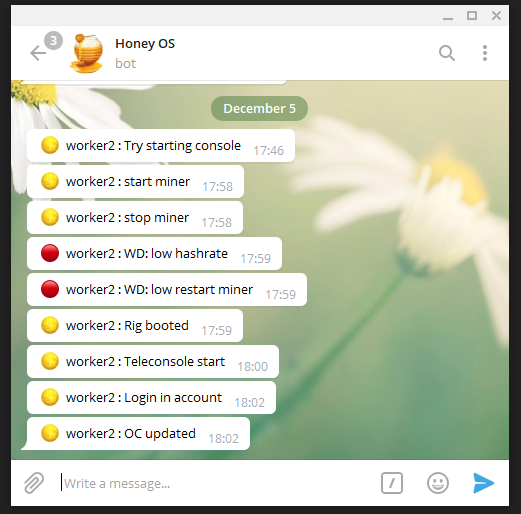 3
Honey OS
bot
December 5
worker2 : Try starting console 17:46
worker2 : start miner 17:58
worker2 : stop miner 17:58
worker2 : WD: low hashrate 17:59
worker2 : WD: low restart miner 17:59
worker2 : Rig booted 17:59
worker2 : Teleconsole start 18:00
worker2 : Login in account 18:02
worker2 : OC updated 18:02
Write a message...